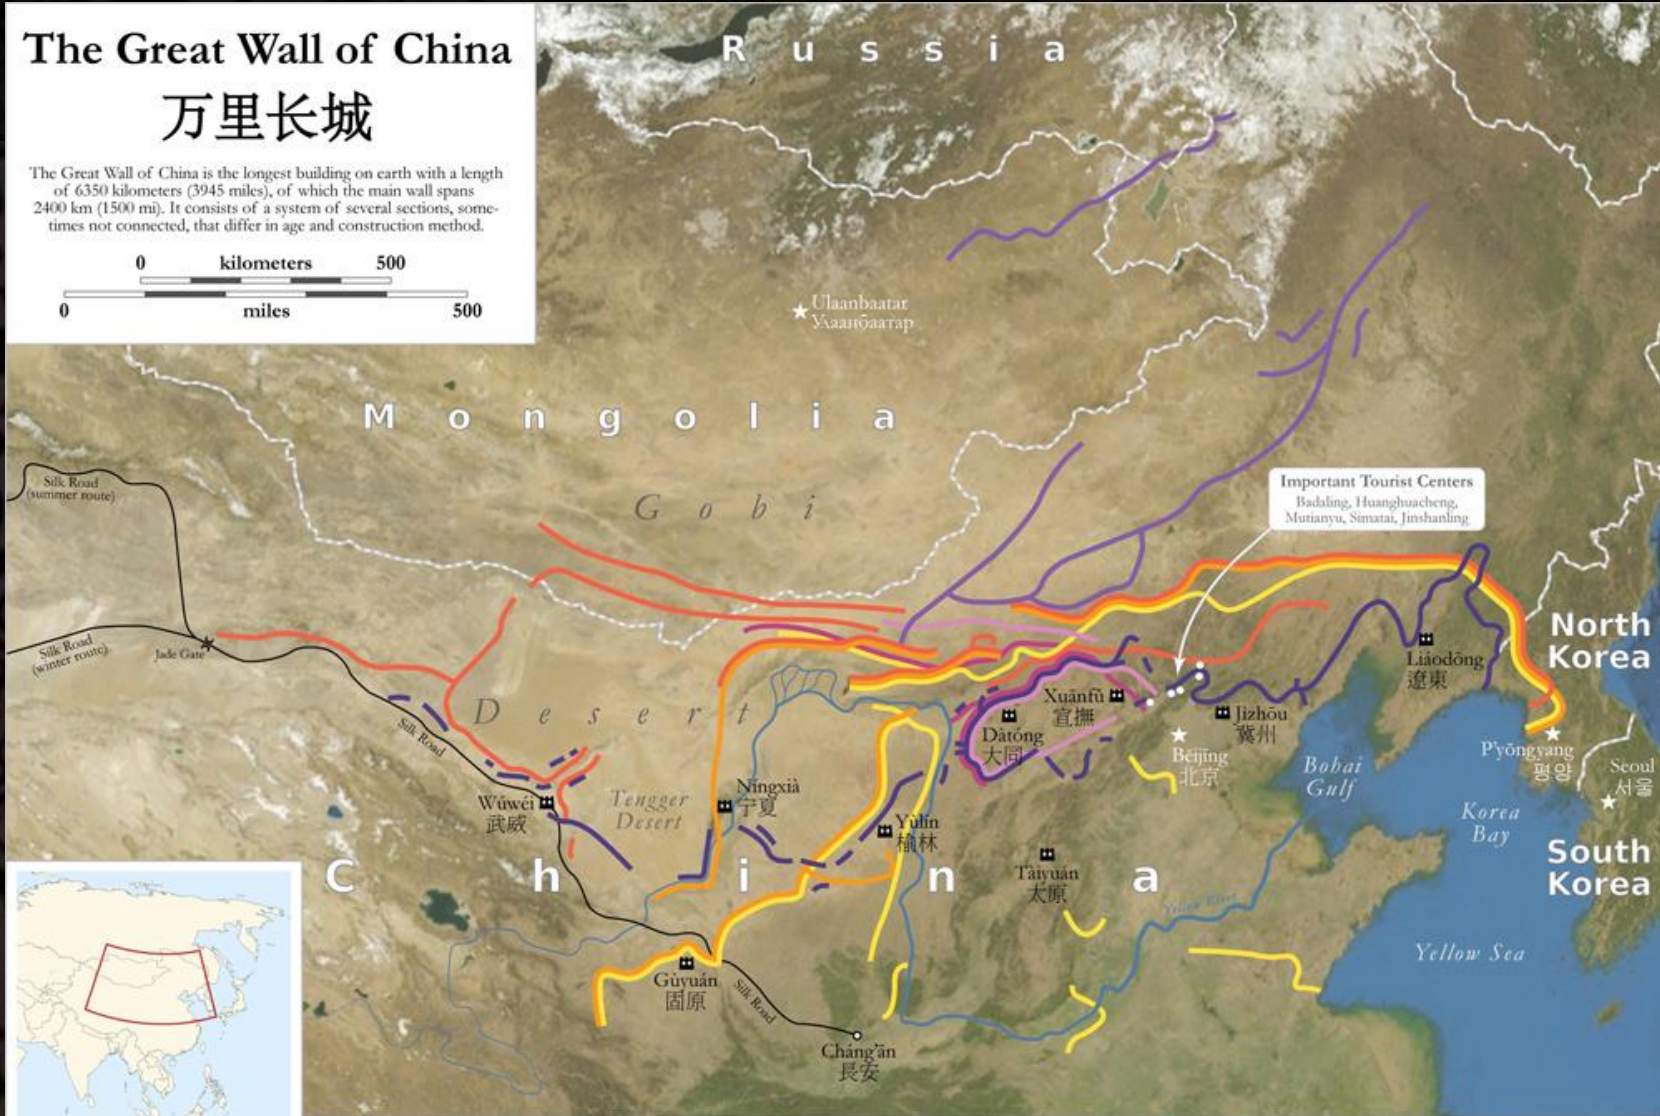 The Great Wall of China
万里长城
The Great Wall of China is the longest building on earth with a length
of 6350 kilometers (3945 miles), of which the main wall spans
2400 km (1500 mi). It consists of a system of several sections, some-
times not connected, that differ in age and construction method.
0 kilometers 500
0 miles 500
Russia
Ulaanbaatar
Улаанбаатар
Mongolia
Gobi
Desert
Silk Road
(summer route)
Silk Road
(winter route)
Jade Gate
Silk Road
Important Tourist Centers
Badaling, Huanghuacheng,
Mutianyu, Simatai, Jinshanling
North
Korea
Liáodōng
遼東
Xuānfǔ
宣撫
Dàtóng
大同
Jìzhōu
冀州
Běijīng
北京
P'yŏngyang
평양
Seoul
서울
Bohai
Gulf
Korea
Bay
South
Korea
Wǔwēi
武威
Tengger
Desert
Níngxià
宁夏
Yúlín
榆林
China
Tàiyuán
太原
Yellow River
Yellow Sea
Gùyuán
固原
Silk Road
Cháng'ān
長安